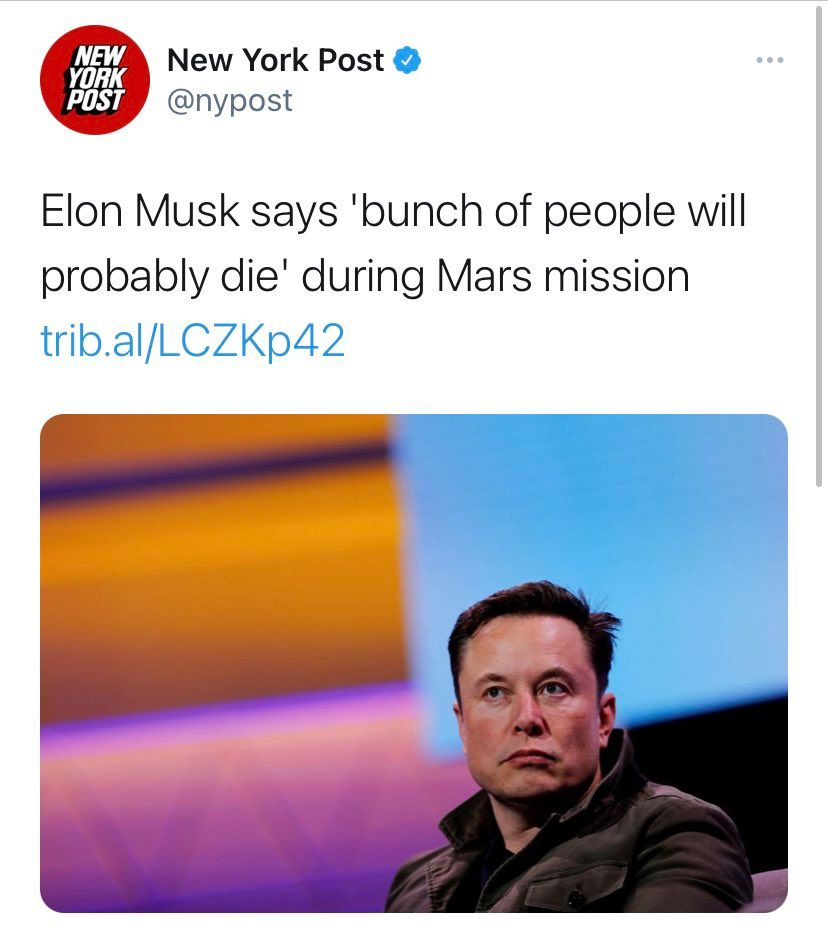 NEW
YORK
POST
New York Post
@nypost
Elon Musk says 'bunch of people will
probably die' during Mars mission
trib.al/LCZKp42